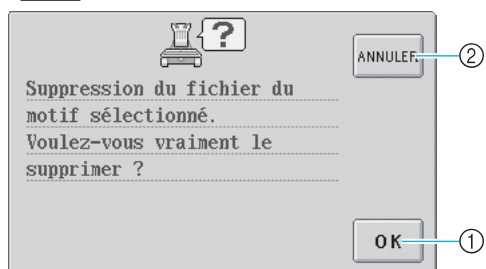 ?
ANNULER
②
Suppression du fichier du
motif sélectionné.
Voulez-vous vraiment le
supprimer ?
OK
①